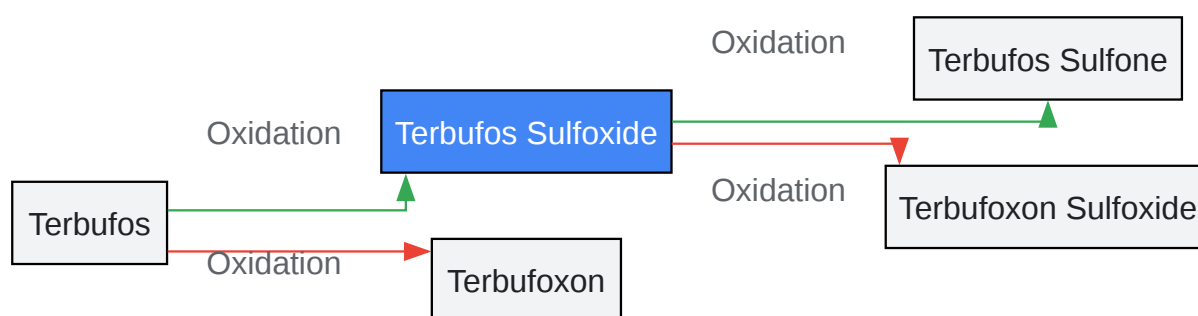 Oxidation
Terbufos Sulfone
Oxidation
Terbufos Sulfoxide
Oxidation
Terbufoxon Sulfoxide
Terbufos
Oxidation
Terbufoxon